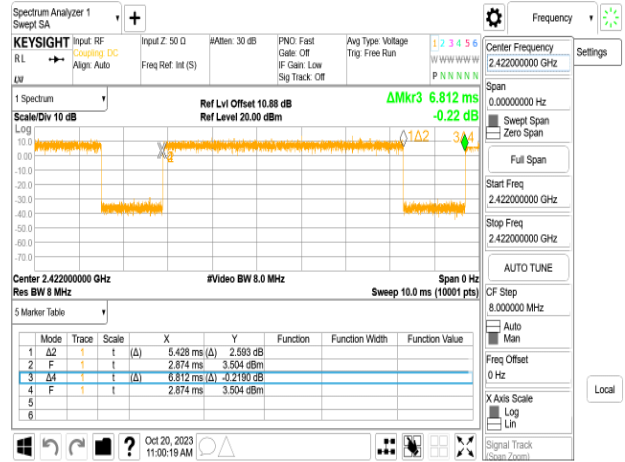 Spectrum Analyzer 1
Swept SA
+
Frequency
KEYSIGHT
Input: RF
Coupling: DC
Align: Auto
Input Z: 50 Ω
Freq Ref: Int (S)
#Atten: 30 dB
PNO: Fast
Gate: Off
IF Gain: Low
Sig Track: Off
Avg Type: Voltage
Trig: Free Run
1 2 3 4 5 6
W W W W W W
P N N N N N
R L
1 Spectrum
Scale/Div 10 dB
Ref Lvl Offset 10.88 dB
Ref Level 20.00 dBm
ΔMkr3 6.812 ms
-0.22 dB
Log
10.0
0.00
-10.0
-20.0
-30.0
-40.0
-50.0
-60.0
-70.0
1Δ2
Center 2.422000000 GHz
Res BW 8 MHz
#Video BW 8.0 MHz
Span 0 Hz
Sweep 10.0 ms (10001 pts)
5 Marker Table
Mode Trace Scale X Y Function Function Width Function Value
1 Δ2 1 t (Δ) 5.428 ms (Δ) 2.593 dB
2 F 1 t 2.874 ms 3.504 dBm
3 Δ4 1 t (Δ) 6.812 ms (Δ) -0.2190 dB
4 F 1 t 2.874 ms 3.504 dBm
5
6
Oct 20, 2023
11:00:19 AM
Center Frequency
2.422000000 GHz
Settings
Span
0.00000000 Hz
Swept Span
Zero Span
Full Span
Start Freq
2.422000000 GHz
Stop Freq
2.422000000 GHz
AUTO TUNE
CF Step
8.000000 MHz
Auto
Man
Freq Offset
0 Hz
X Axis Scale
Log
Lin
Local
Signal Track
(Span Zoom)